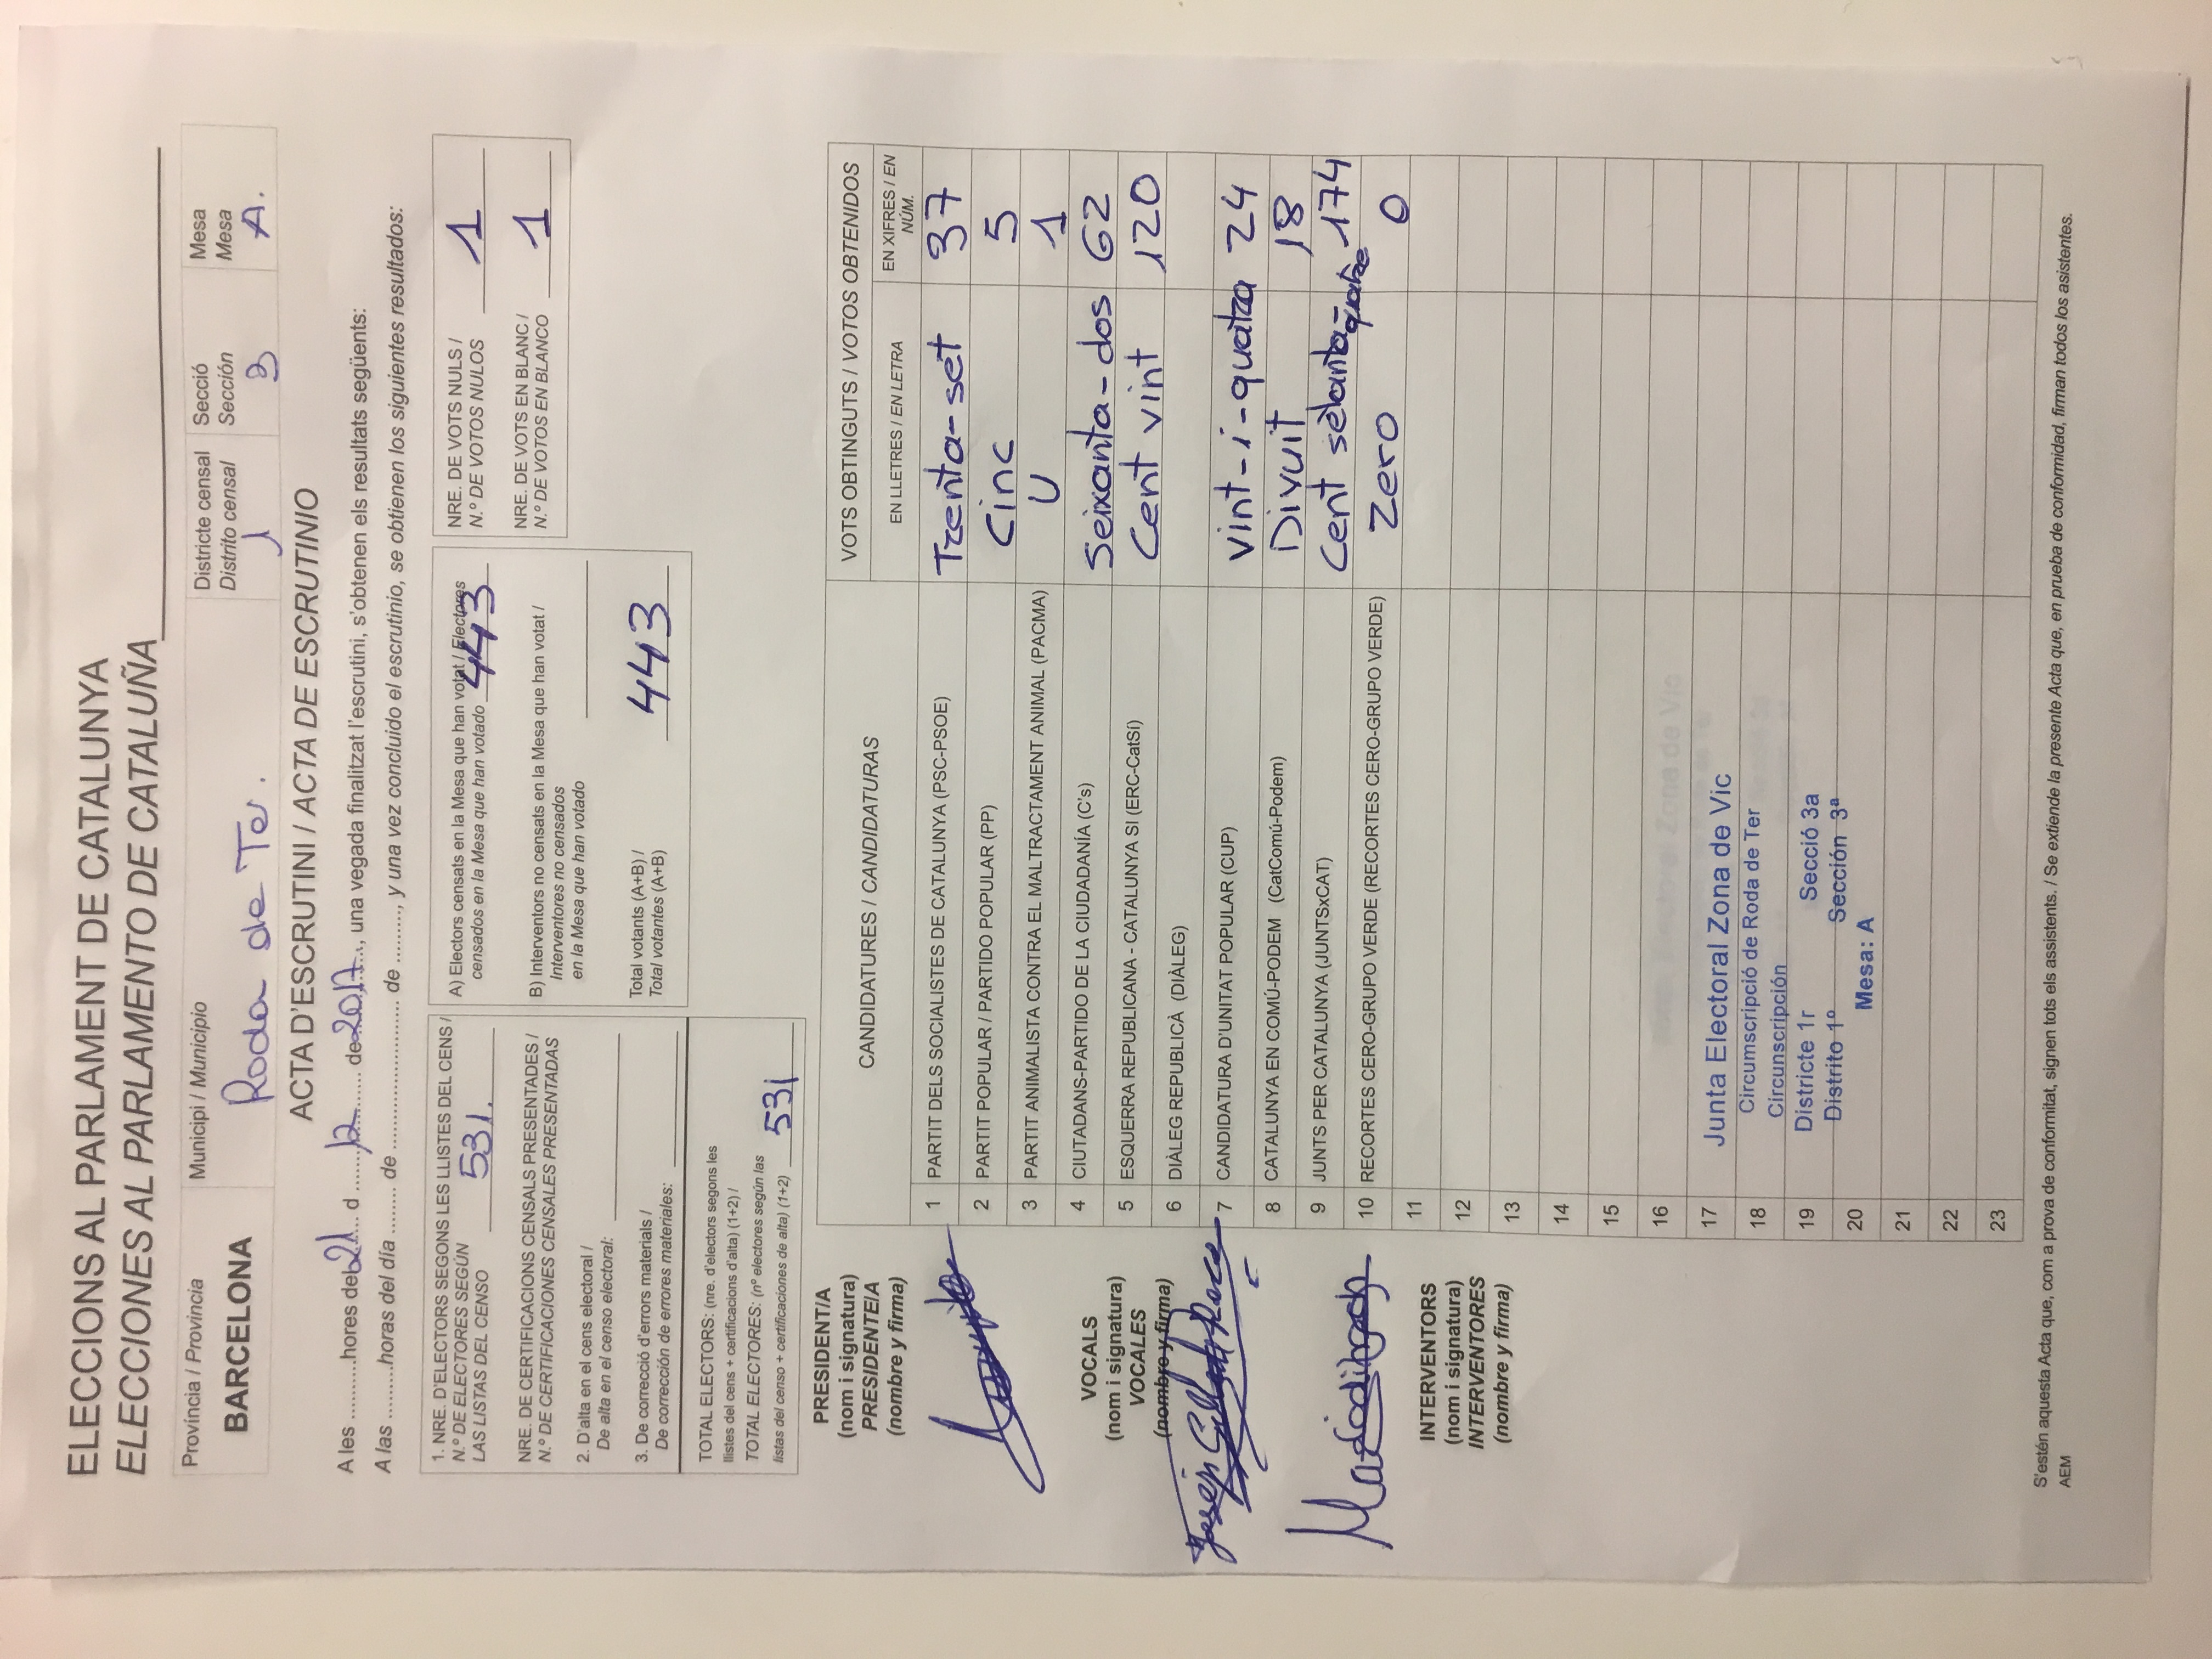 ELECCIONS AL PARLAMENT DE CATALUNYA
ELECCIONES AL PARLAMENTO DE CATALUÑA
Província / Provincia
BARCELONA
Municipi / Municipio
Roda de Ter.
Districte censal
Distrito censal
1
Secció
Sección
3
Mesa
Mesa
A.
ACTA D'ESCRUTINI / ACTA DE ESCRUTINIO
A les ..........hores de 21 d 12 de 2017, una vegada finalitzat l'escrutini, s'obtenen els resultats següents:
A las ..........horas del día .......... de .......................... de .........., y una vez concluido el escrutinio, se obtienen los siguientes resultados:
1. NRE. D'ELECTORS SEGONS LES LLISTES DEL CENS /
N.º DE ELECTORES SEGÚN
LAS LISTAS DEL CENSO 531.
NRE. DE CERTIFICACIONS CENSALS PRESENTADES /
N.º DE CERTIFICACIONES CENSALES PRESENTADAS
2. D'alta en el cens electoral /
De alta en el censo electoral:
3. De correcció d'errors materials /
De corrección de errores materiales:
TOTAL ELECTORS: (nre. d'electors segons les
llistes del cens + certificacions d'alta) (1+2) /
TOTAL ELECTORES: (nº electores según las
listas del censo + certificaciones de alta) (1+2) 531
A) Electors censats en la Mesa que han votat / Electores
censados en la Mesa que han votado 443
B) Interventors no censats en la Mesa que han votat /
Interventores no censados
en la Mesa que han votado
Total votants (A+B) /
Total votantes (A+B) 443
NRE. DE VOTS NULS /
N.º DE VOTOS NULOS 1
NRE. DE VOTS EN BLANC /
N.º DE VOTOS EN BLANCO 1
PRESIDENT/A
(nom i signatura)
PRESIDENTE/A
(nombre y firma)
VOCALS
(nom i signatura)
VOCALES
(nombre y firma)
INTERVENTORS
(nom i signatura)
INTERVENTORES
(nombre y firma)
CANDIDATURES / CANDIDATURAS
VOTS OBTINGUTS / VOTOS OBTENIDOS
EN LLETRES / EN LETRA
EN XIFRES / EN NÚM.
1 PARTIT DELS SOCIALISTES DE CATALUNYA (PSC-PSOE) Trenta-set 37
2 PARTIT POPULAR / PARTIDO POPULAR (PP) Cinc 5
3 PARTIT ANIMALISTA CONTRA EL MALTRACTAMENT ANIMAL (PACMA) U 1
4 CIUTADANS-PARTIDO DE LA CIUDADANÍA (C's) Seixanta-dos 62
5 ESQUERRA REPUBLICANA - CATALUNYA SI (ERC-CatSí) Cent vint 120
6 DIÀLEG REPUBLICÀ (DIÀLEG)
7 CANDIDATURA D'UNITAT POPULAR (CUP) Vint-i-quatra 24
8 CATALUNYA EN COMÚ-PODEM (CatComú-Podem) Divuit 18
9 JUNTS PER CATALUNYA (JUNTSxCAT) Cent setanta-quatre 174
10 RECORTES CERO-GRUPO VERDE (RECORTES CERO-GRUPO VERDE) Zero 0
11
12
13
14
15
16
17
18
19
20
21
22
23
Junta Electoral Zona de Vic
Circumscripció de Roda de Ter
Circunscripción
Districte 1r Secció 3a
Distrito 1º Sección 3ª
Mesa: A
S'estén aquesta Acta que, com a prova de conformitat, signen tots els assistents. / Se extiende la presente Acta que, en prueba de conformidad, firman todos los asistentes.
AEM